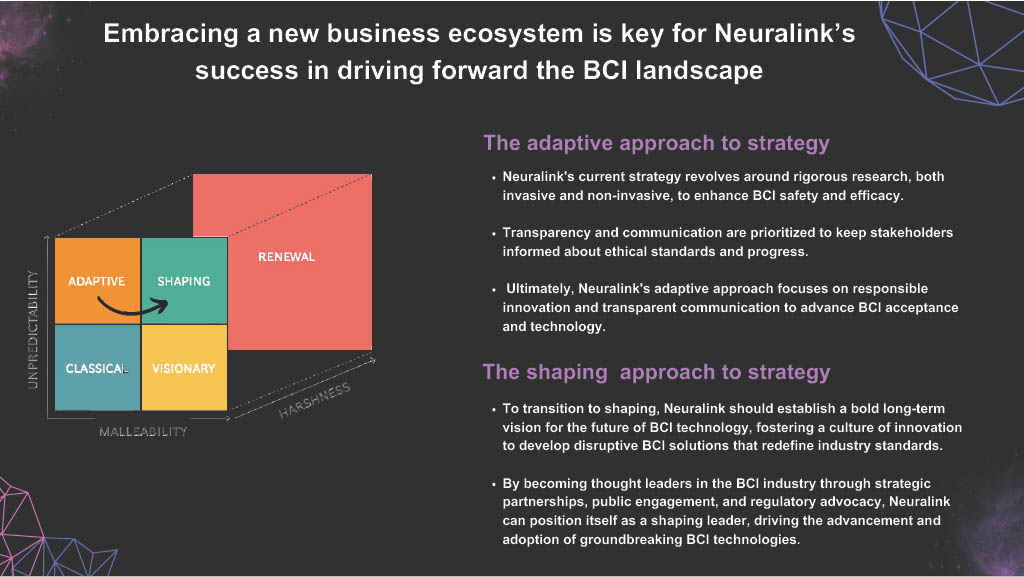 Embracing a new business ecosystem is key for Neuralink’s
success in driving forward the BCI landscape
UNPREDICTABILITY
ADAPTIVE
SHAPING
CLASSICAL
VISIONARY
RENEWAL
MALLEABILITY
HARSHNESS
The adaptive approach to strategy
• Neuralink's current strategy revolves around rigorous research, both
invasive and non-invasive, to enhance BCI safety and efficacy.
• Transparency and communication are prioritized to keep stakeholders
informed about ethical standards and progress.
• Ultimately, Neuralink's adaptive approach focuses on responsible
innovation and transparent communication to advance BCI acceptance
and technology.
The shaping approach to strategy
• To transition to shaping, Neuralink should establish a bold long-term
vision for the future of BCI technology, fostering a culture of innovation
to develop disruptive BCI solutions that redefine industry standards.
• By becoming thought leaders in the BCI industry through strategic
partnerships, public engagement, and regulatory advocacy, Neuralink
can position itself as a shaping leader, driving the advancement and
adoption of groundbreaking BCI technologies.